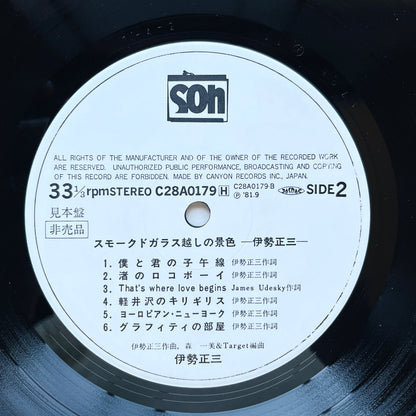 soh
ALL RIGHTS OF THE MANUFACTURER AND OF THE OWNER OF THE RECORDED WORK
ARE RESERVED. UNAUTHORIZED PUBLIC PERFORMANCE, BROADCASTING AND COPYING
OF THIS RECORD ARE FORBIDDEN. MADE BY CANYON RECORDS INC., JAPAN.
33 1/3 rpm STEREO C28A0179 H C28A0179-B ℗ '81.9 SIDE 2
見本盤
非売品
スモークドガラス越しの景色 ―伊勢正三―
1. 僕と君の子午線 伊勢正三作詞
2. 渚のロコボーイ 伊勢正三作詞
3. That's where love begins James Udesky作詞
4. 軽井沢のキリギリス 伊勢正三作詞
5. ヨーロピアン・ニューヨーク 伊勢正三作詞
6. グラフィティの部屋 伊勢正三作詞
伊勢正三作曲, 森 一美&Target編曲
伊勢正三